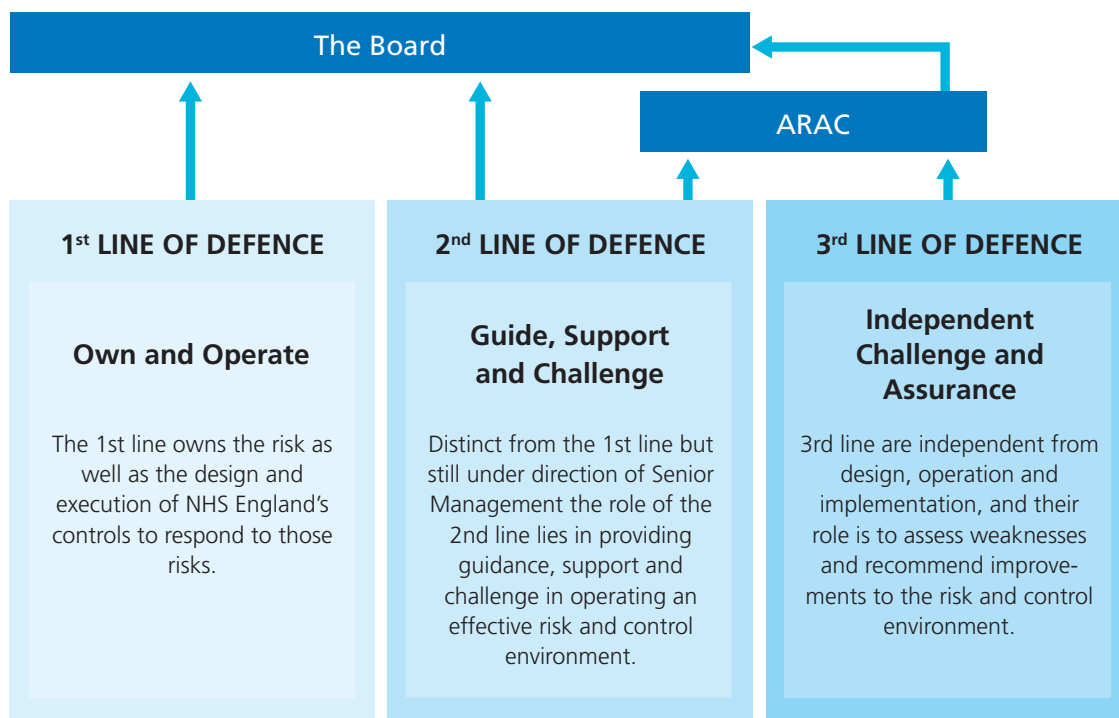 The Board
ARAC
1st LINE OF DEFENCE
Own and Operate
The 1st line owns the risk as
well as the design and
execution of NHS England’s
controls to respond to those
risks.
2nd LINE OF DEFENCE
Guide, Support
and Challenge
Distinct from the 1st line but
still under direction of Senior
Management the role of the
2nd line lies in providing
guidance, support and
challenge in operating an
effective risk and control
environment.
3rd LINE OF DEFENCE
Independent
Challenge and
Assurance
3rd line are independent from
design, operation and
implementation, and their
role is to assess weaknesses
and recommend improve-
ments to the risk and control
environment.